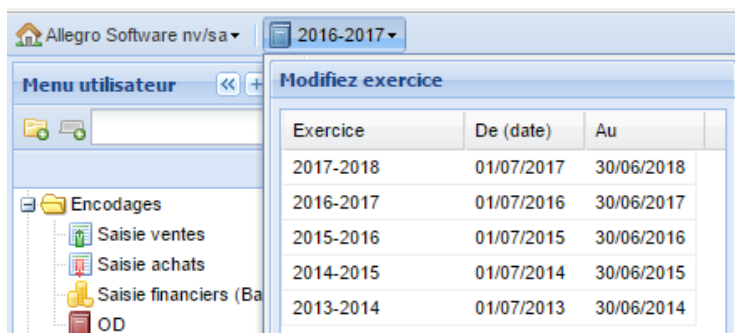 Allegro Software nv/sa
2016-2017
Menu utilisateur
Modifiez exercice
Exercice De (date) Au
2017-2018 01/07/2017 30/06/2018
2016-2017 01/07/2016 30/06/2017
2015-2016 01/07/2015 30/06/2016
2014-2015 01/07/2014 30/06/2015
2013-2014 01/07/2013 30/06/2014
Encodages
Saisie ventes
Saisie achats
Saisie financiers (Ba
OD